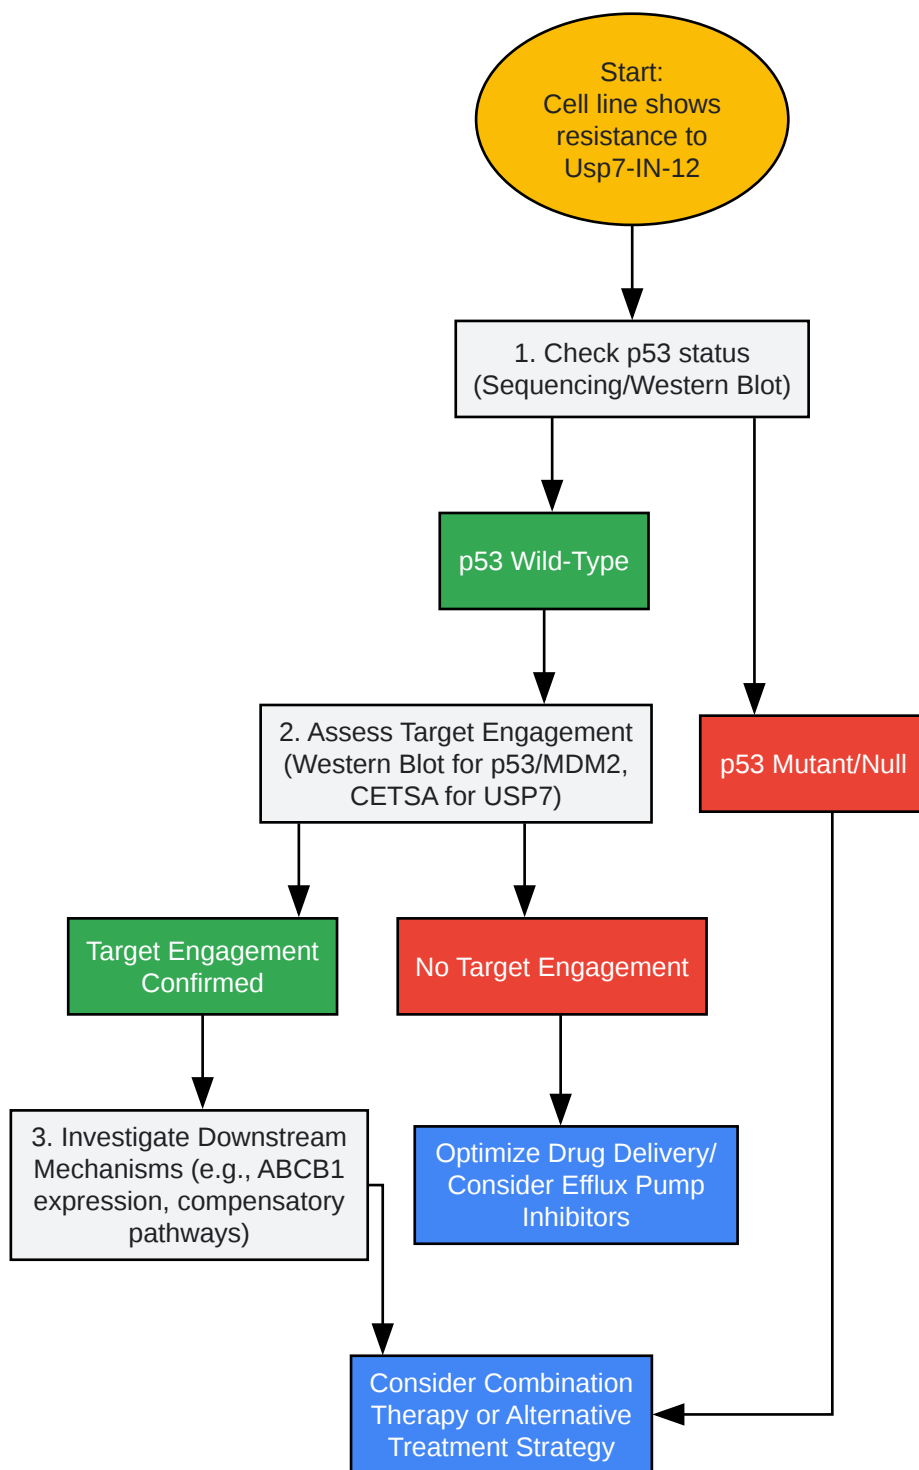 Start:
Cell line shows
resistance to
Usp7-IN-12
1. Check p53 status
(Sequencing/Western Blot)
p53 Wild-Type
2. Assess Target Engagement
(Western Blot for p53/MDM2,
CETSA for USP7)
p53 Mutant/Null
Target Engagement
Confirmed
No Target Engagement
3. Investigate Downstream
Mechanisms (e.g., ABCB1
expression, compensatory
pathways)
Optimize Drug Delivery/
Consider Efflux Pump
Inhibitors
Consider Combination
Therapy or Alternative
Treatment Strategy